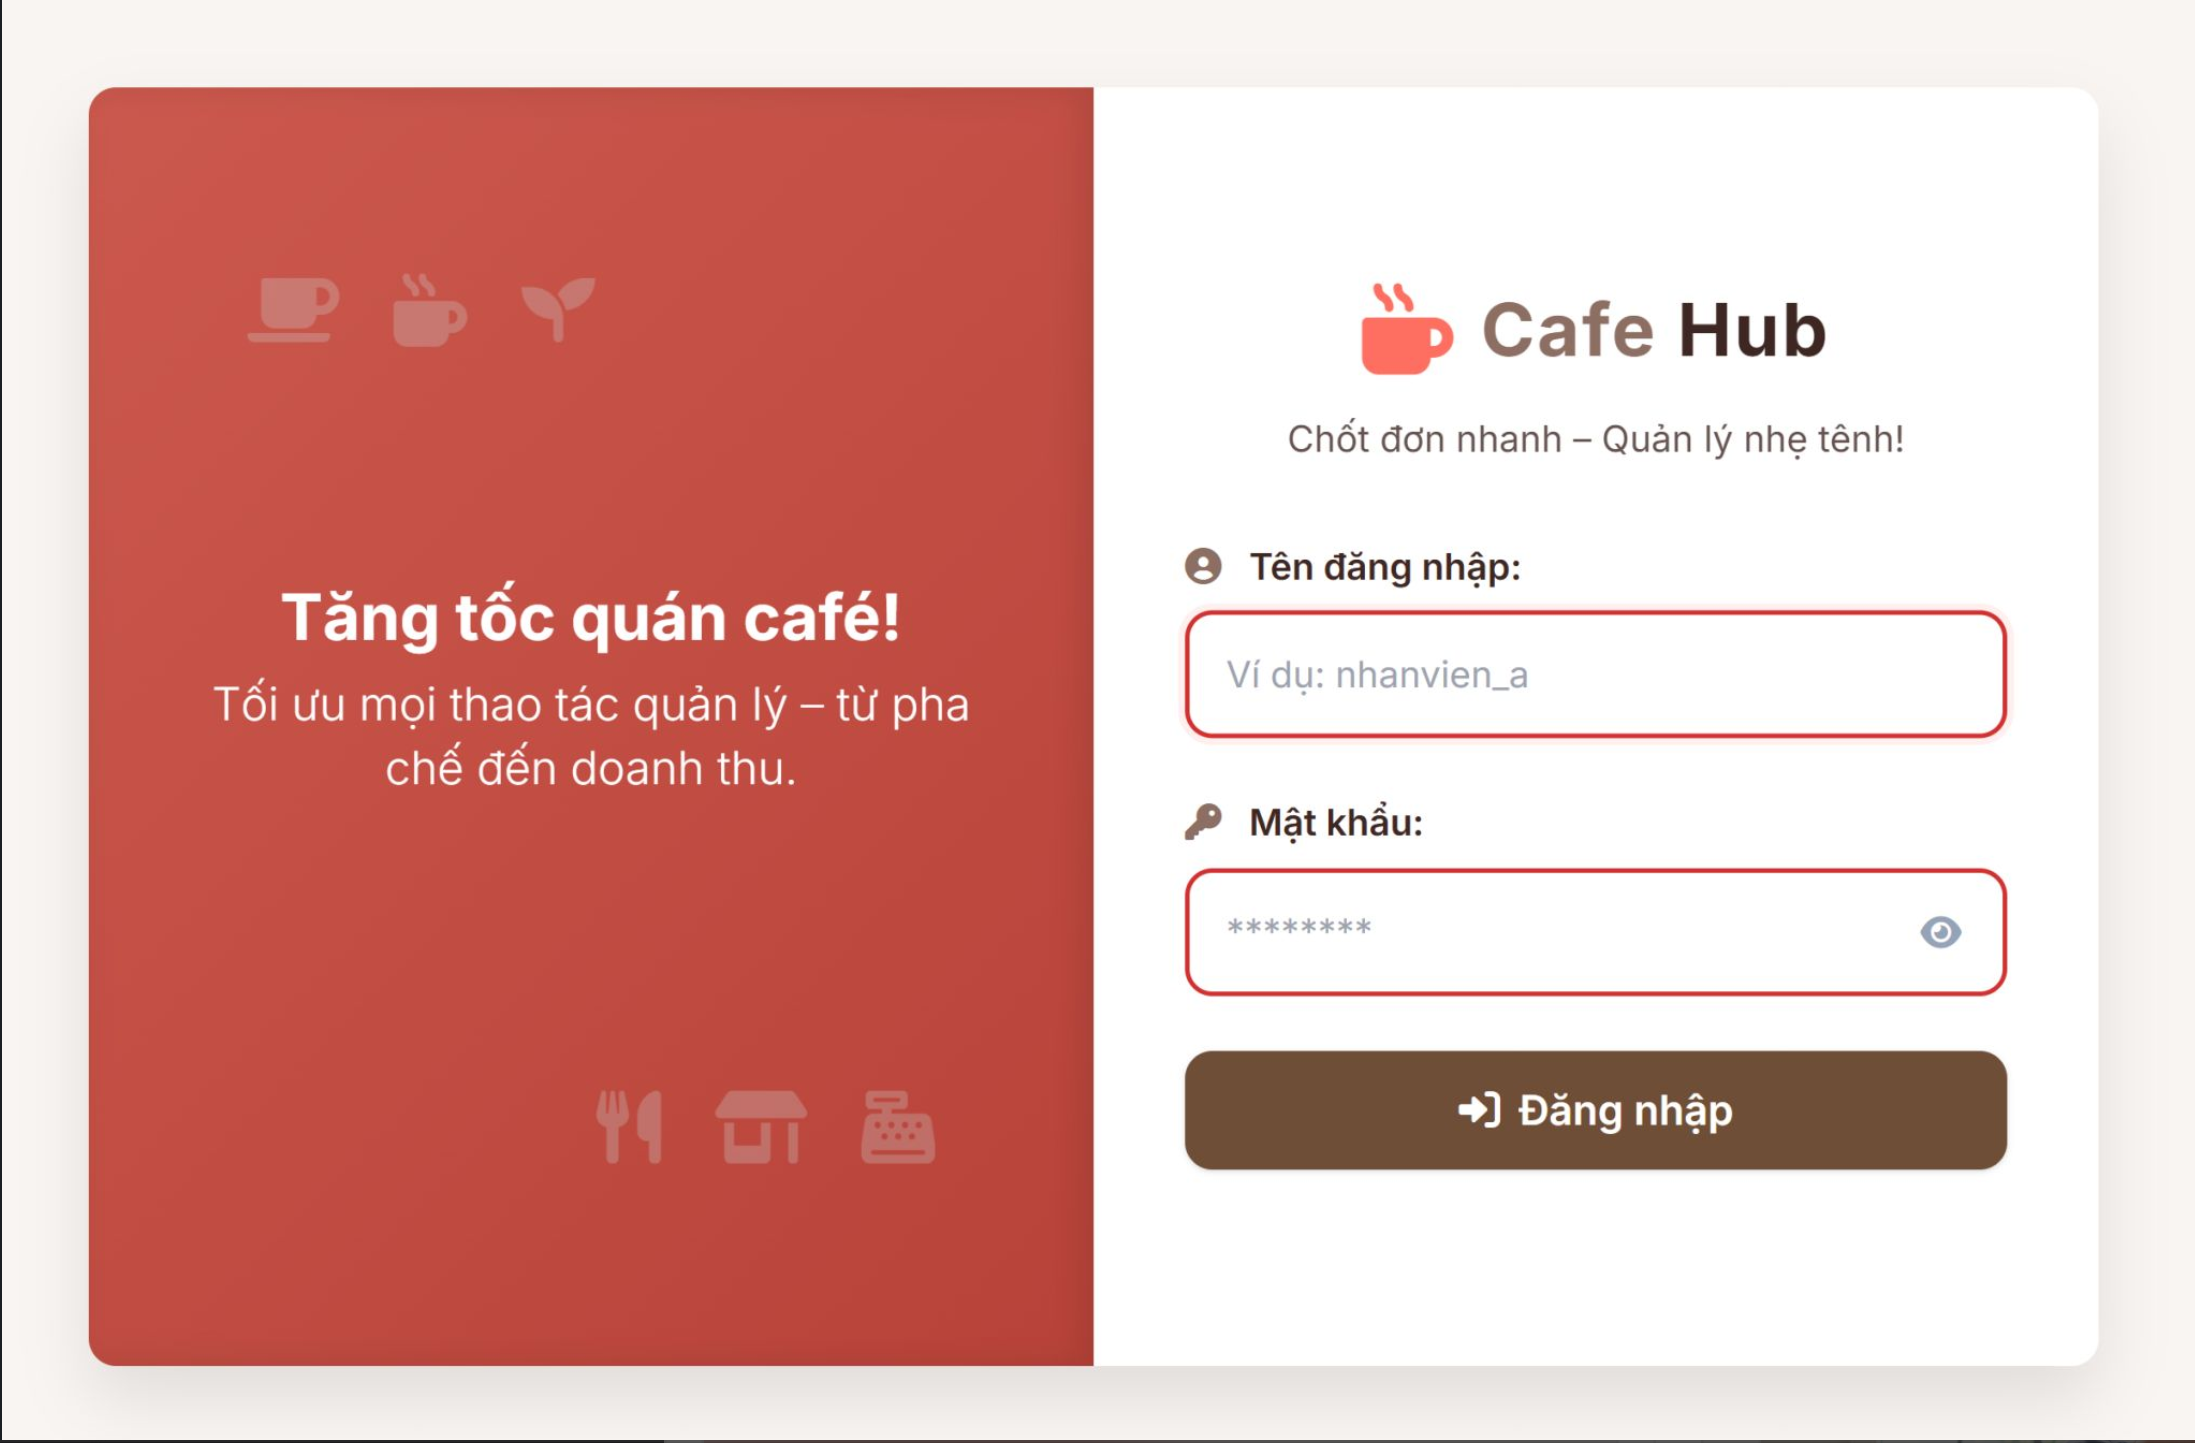 Tăng tốc quán café!
Tối ưu mọi thao tác quản lý – từ pha
chế đến doanh thu.
Cafe Hub
Chốt đơn nhanh – Quản lý nhẹ tênh!
Tên đăng nhập:
Ví dụ: nhanvien_a
Mật khẩu:
********
Đăng nhập